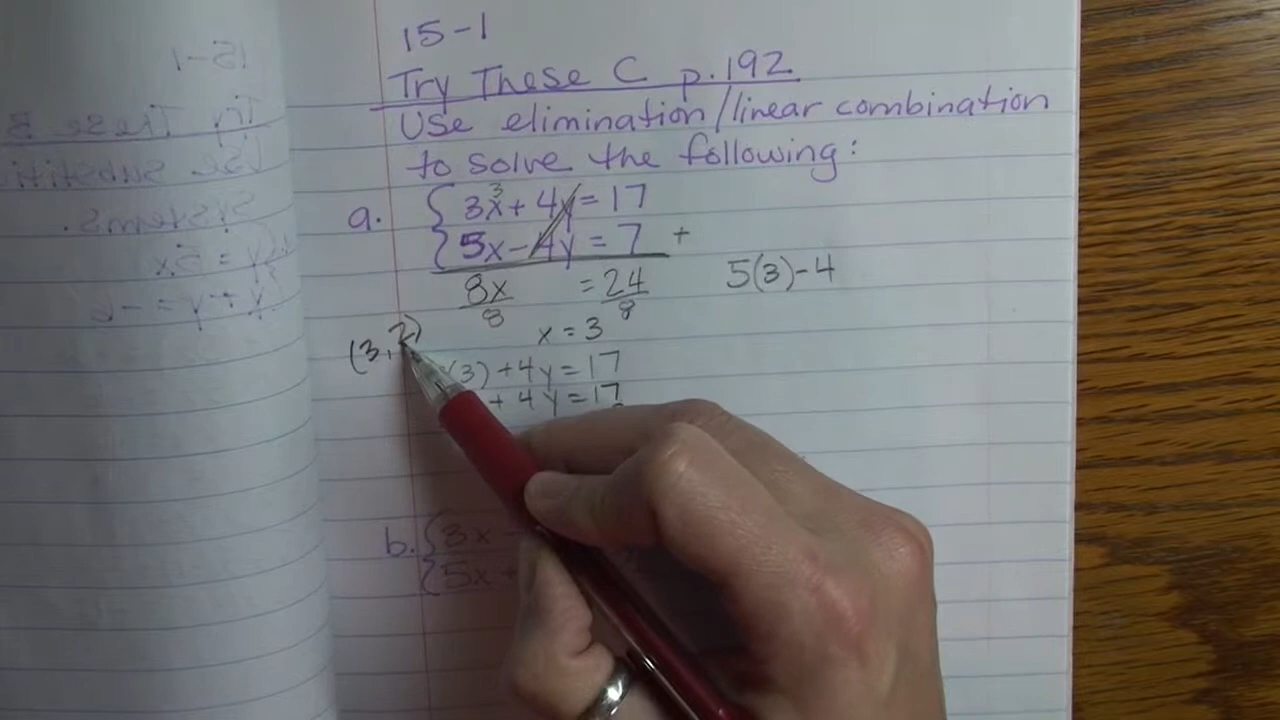 15-1
Try These C p.192
Use elimination/linear combination
to solve the following:
a. { 3x + 4y = 17
3
{ 5x - 4y = 7 +
8x/8 = 24/8
5(3)-4
x = 3
(3,2)
(3) + 4y = 17
+ 4y = 17
b. { 3x
{ 5x